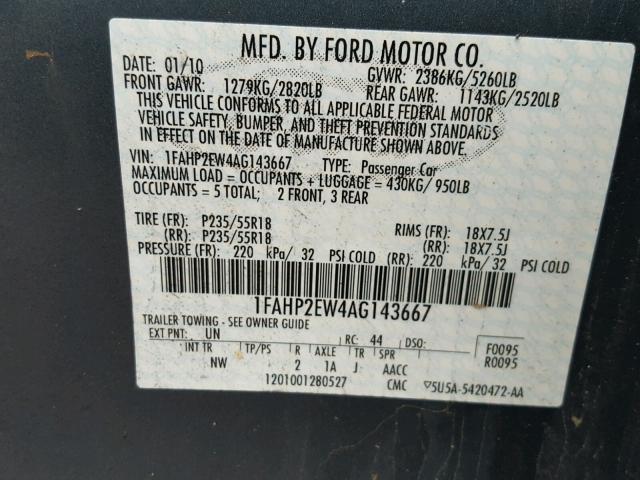 MFD. BY FORD MOTOR CO.
DATE: 01/10 GVWR: 2386KG/5260LB
FRONT GAWR: 1279KG/2820LB REAR GAWR: 1143KG/2520LB
THIS VEHICLE CONFORMS TO ALL APPLICABLE FEDERAL MOTOR
VEHICLE SAFETY, BUMPER, AND THEFT PREVENTION STANDARDS
IN EFFECT ON THE DATE OF MANUFACTURE SHOWN ABOVE.
VIN: 1FAHP2EW4AG143667 TYPE: Passenger Car
MAXIMUM LOAD = OCCUPANTS + LUGGAGE = 430KG/ 950LB
OCCUPANTS = 5 TOTAL; 2 FRONT, 3 REAR
TIRE (FR): P235/55R18 RIMS (FR): 18X7.5J
(RR): P235/55R18 (RR): 18X7.5J
PRESSURE (FR): 220 kPa/ 32 PSI COLD (RR): 220 kPa/ 32 PSI COLD
1FAHP2EW4AG143667
TRAILER TOWING - SEE OWNER GUIDE
EXT PNT: UN RC: 44 DSO: F0095
R0095
INT TR TP/PS R AXLE TR SPR
NW 2 1A J AACC
1201001280527 CMC 5U5A-5420472-AA